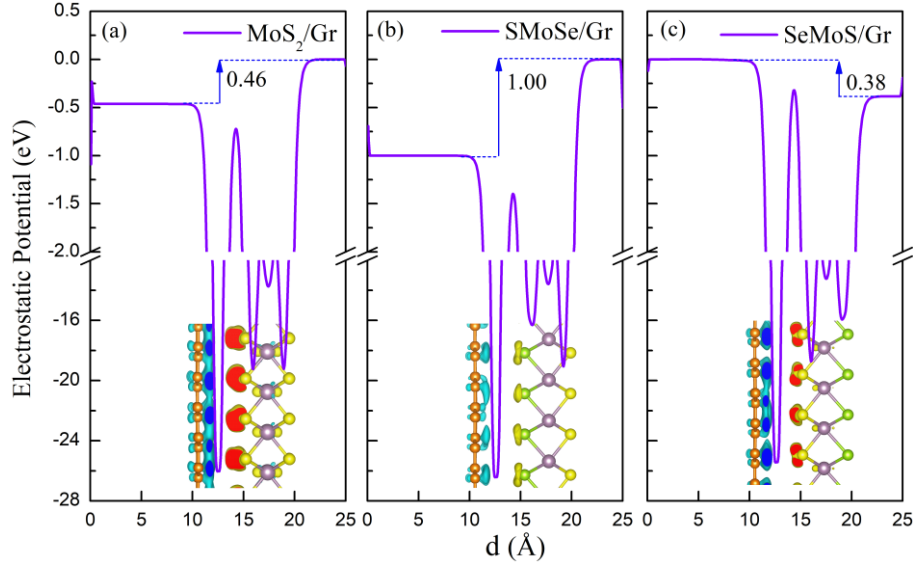 (a) MoS2/Gr
(b) SMoSe/Gr
(c) SeMoS/Gr
0.5
0.0
-0.5
-1.0
-1.5
-2.0
-16
-20
-24
-28
Electrostatic Potential (eV)
0.46
1.00
0.38
0 5 10 15 20 25
0 5 10 15 20 25
0 5 10 15 20 25
d (Å)